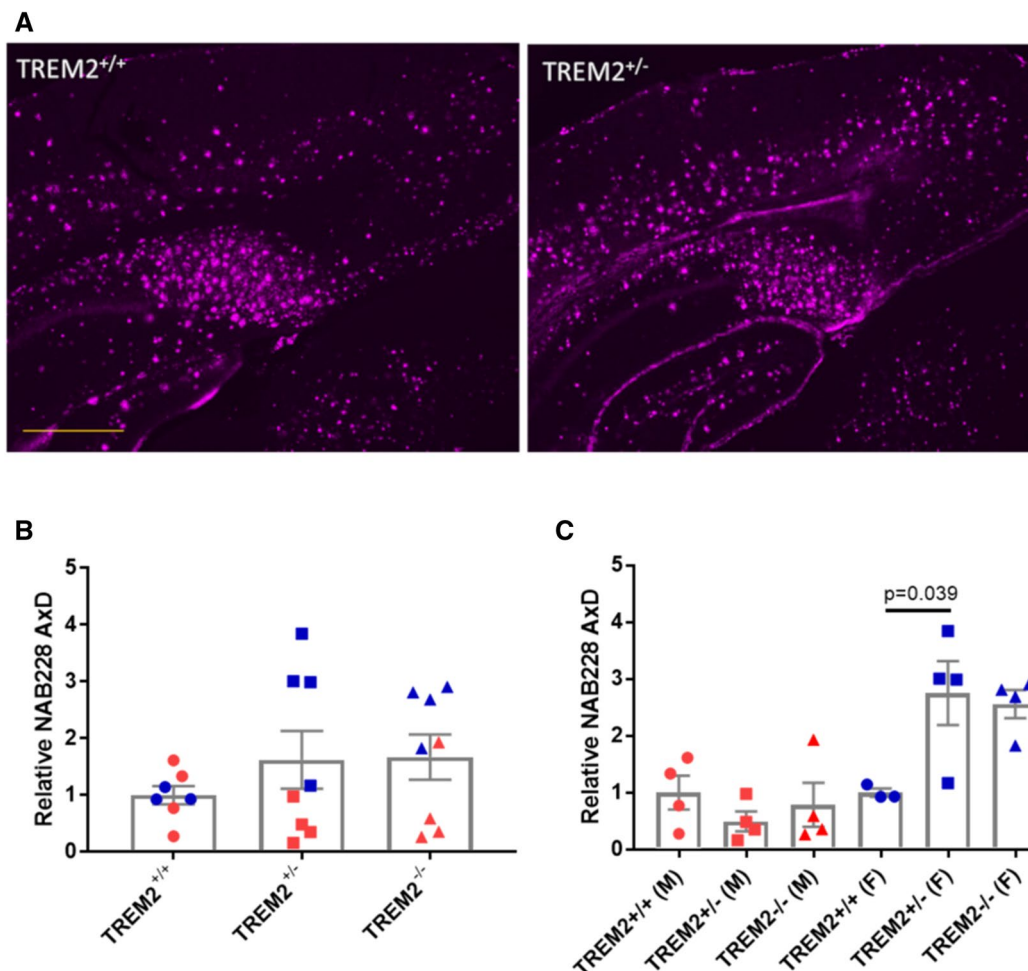 A
TREM2+/+
TREM2+/-
B
C
Relative NAB228 AxD
5
4
3
2
1
0
TREM2+/+
TREM2+/-
TREM2-/-
Relative NAB228 AxD
5
4
3
2
1
0
p=0.039
TREM2+/+ (M)
TREM2+/- (M)
TREM2-/- (M)
TREM2+/+ (F)
TREM2+/- (F)
TREM2-/- (F)